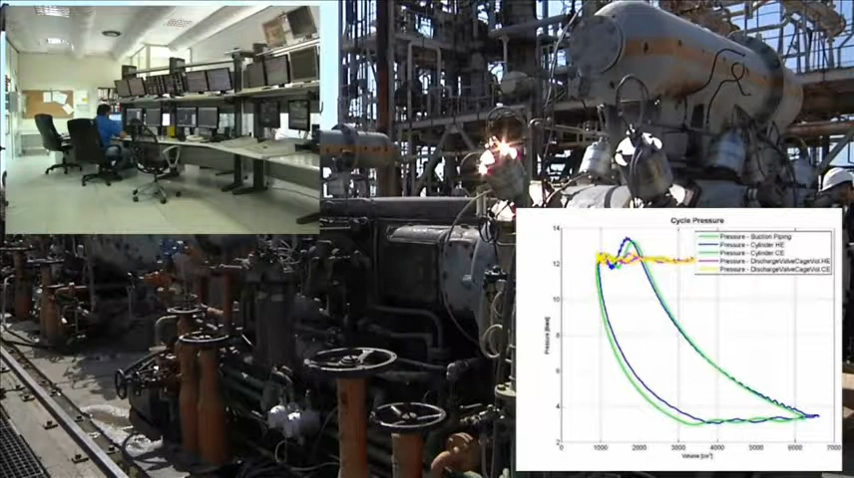 Cycle Pressure
Pressure - Suction Piping
Pressure - Cylinder HE
Pressure - Cylinder CE
Pressure - DischargeValveCageVol.HE
Pressure - DischargeValveCageVol.CE
14
12
10
8
6
4
2
Pressure [Bara]
0
1000
2000
3000
4000
5000
6000
7000
Volume [cm³]